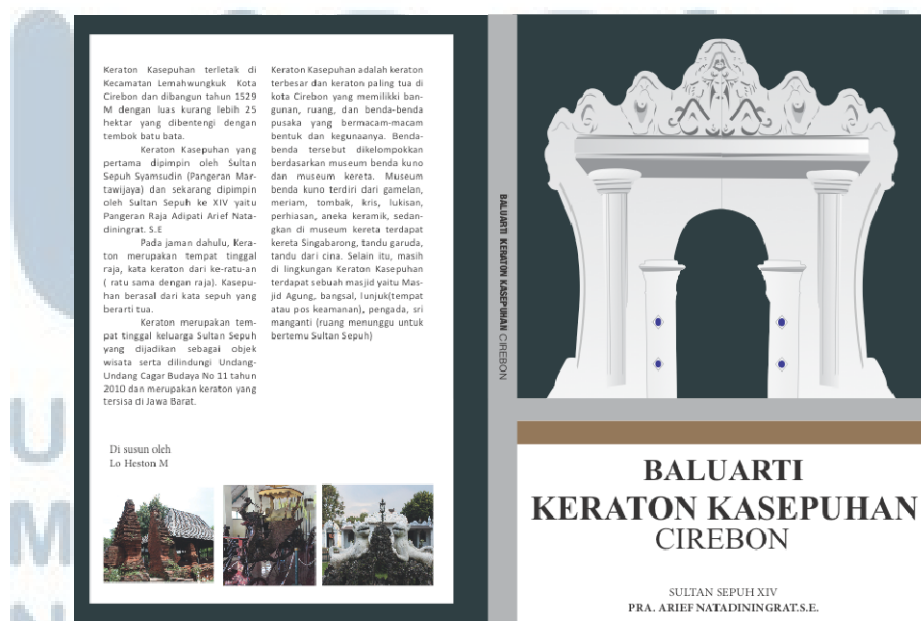 Keraton Kasepuhan terletak di
Kecamatan Lemahwungkuk Kota
Cirebon dan dibangun tahun 1529
M dengan luas kurang lebih 25
hektar yang dibentengi dengan
tembok batu bata.
Keraton Kasepuhan yang
pertama dipimpin oleh Sultan
Sepuh Syamsudin (Pangeran Mar-
tawijaya) dan sekarang dipimpin
oleh Sultan Sepuh ke XIV yaitu
Pangeran Raja Adipati Arief Nata-
diningrat. S.E
Pada jaman dahulu, Kera-
ton merupakan tempat tinggal
raja, kata keraton dari ke-ratu-an
( ratu sama dengan raja). Kasepu-
han berasal dari kata sepuh yang
berarti tua.
Keraton merupakan tem-
pat tinggal keluarga Sultan Sepuh
yang dijadikan sebagai objek
wisata serta dilindungi Undang-
Undang Cagar Budaya No 11 tahun
2010 dan merupakan keraton yang
tersisa di Jawa Barat.
Keraton Kasepuhan adalah keraton
terbesar dan keraton paling tua di
kota Cirebon yang memilikki ban-
gunan, ruang, dan benda-benda
pusaka yang bermacam-macam
bentuk dan kegunaanya. Benda-
benda tersebut dikelompokkan
berdasarkan museum benda kuno
dan museum kereta. Museum
benda kuno terdiri dari gamelan,
meriam, tombak, kris, lukisan,
perhiasan, aneka keramik, sedan-
gkan di museum kereta terdapat
kereta Singabarong, tandu garuda,
tandu dari cina. Selain itu, masih
di lingkungan Keraton Kasepuhan
terdapat sebuah masjid yaitu Mas-
jid Agung, bangsal, lunjuk(tempat
atau pos keamanan), pengada, sri
manganti (ruang menunggu untuk
bertemu Sultan Sepuh)
Di susun oleh
Lo Heston M
BALUARTI KERATON KASEPUHAN CIREBON
BALUARTI
KERATON KASEPUHAN
CIREBON
SULTAN SEPUH XIV
PRA. ARIEF NATADININGRAT.S.E.
U
M